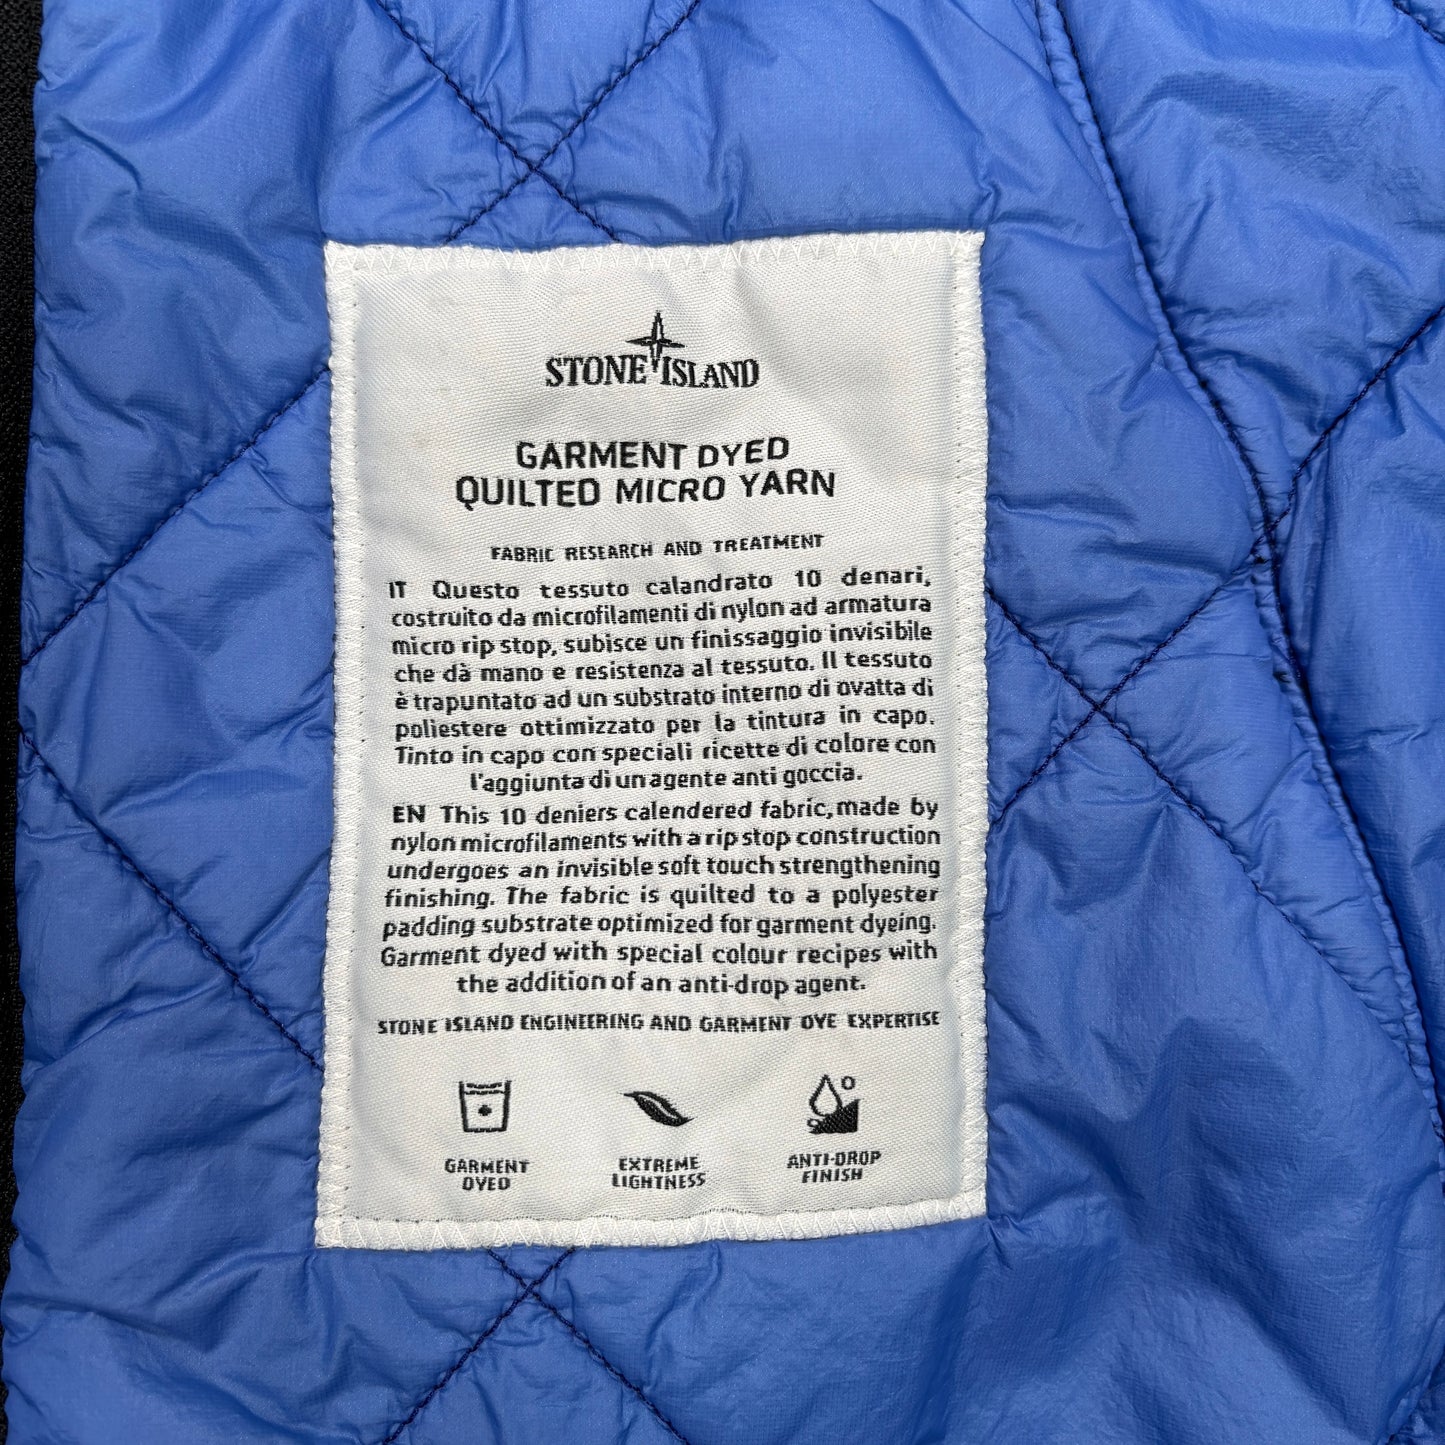 STONE ISLAND
GARMENT DYED
QUILTED MICRO YARN
FABRIC RESEARCH AND TREATMENT
IT Questo tessuto calandrato 10 denari,
costruito da microfilamenti di nylon ad armatura
micro rip stop, subisce un finissaggio invisibile
che dà mano e resistenza al tessuto. Il tessuto
è trapuntato ad un substrato interno di ovatta di
poliestere ottimizzato per la tintura in capo.
Tinto in capo con speciali ricette di colore con
l'aggiunta di un agente anti goccia.
EN This 10 deniers calendered fabric, made by
nylon microfilaments with a rip stop construction
undergoes an invisible soft touch strengthening
finishing. The fabric is quilted to a polyester
padding substrate optimized for garment dyeing.
Garment dyed with special colour recipes with
the addition of an anti-drop agent.
STONE ISLAND ENGINEERING AND GARMENT DYE EXPERTISE
GARMENT
DYED
EXTREME
LIGHTNESS
ANTI-DROP
FINISH